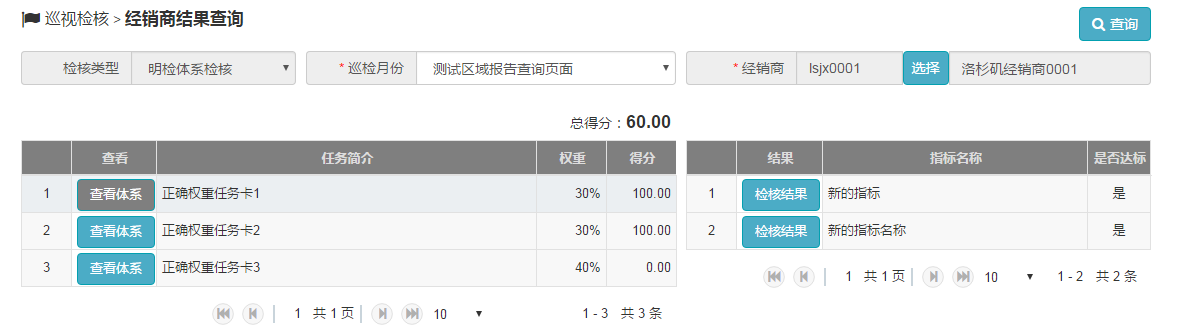 巡视检核 > 经销商结果查询
查询
检核类型 明检体系检核 * 巡检月份 测试区域报告查询页面 * 经销商 lsjx0001 选择 洛杉矶经销商0001
总得分：60.00
查看 任务简介 权重 得分
1 查看体系 正确权重任务卡1 30% 100.00
2 查看体系 正确权重任务卡2 30% 100.00
3 查看体系 正确权重任务卡3 40% 0.00
1 共 1 页 10 1 - 3 共 3 条
结果 指标名称 是否达标
1 检核结果 新的指标 是
2 检核结果 新的指标名称 是
1 共 1 页 10 1 - 2 共 2 条